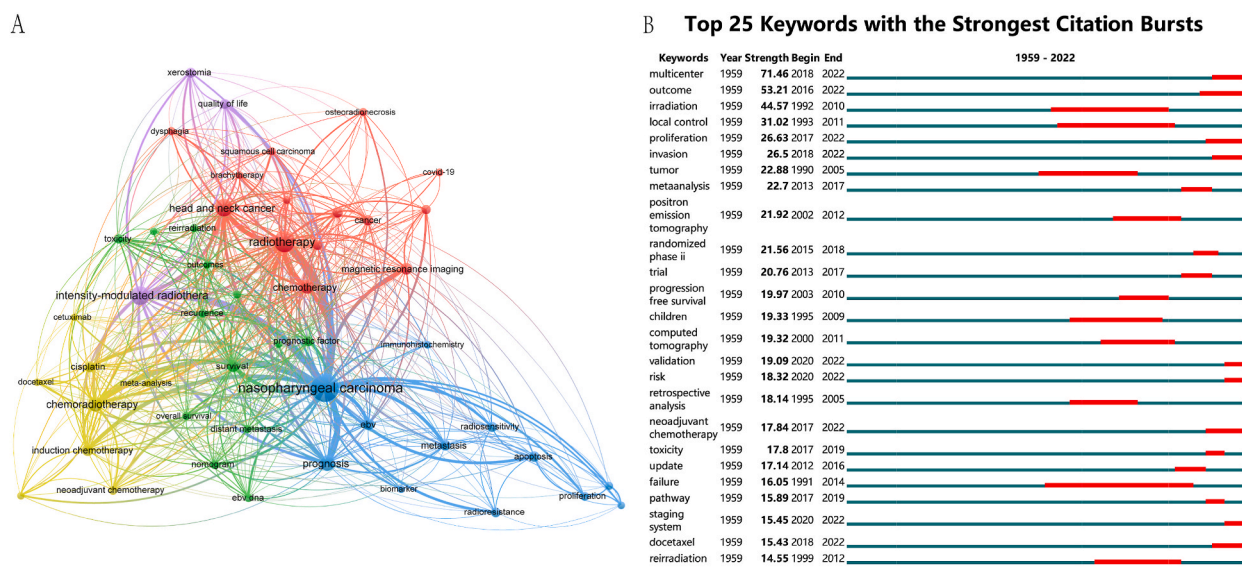 A
xerostomia
quality of life
osteoradionecrosis
dysphagia
squamous cell carcinoma
brachytherapy
covid-19
head and neck cancer
cancer
reirradiation
toxicity
radiotherapy
outcomes
magnetic resonance imaging
chemotherapy
intensity-modulated radiothera
recurrence
cetuximab
prognostic factor
immunohistochemistry
cisplatin
survival
docetaxel
meta-analysis
nasopharyngeal carcinoma
chemoradiotherapy
overall survival
ebv
radiosensitivity
distant metastasis
metastasis
induction chemotherapy
nomogram
prognosis
apoptosis
neoadjuvant chemotherapy
biomarker
proliferation
ebv dna
radioresistance
B Top 25 Keywords with the Strongest Citation Bursts
Keywords Year Strength Begin End 1959 - 2022
multicenter 1959 71.46 2018 2022
outcome 1959 53.21 2016 2022
irradiation 1959 44.57 1992 2010
local control 1959 31.02 1993 2011
proliferation 1959 26.63 2017 2022
invasion 1959 26.5 2018 2022
tumor 1959 22.88 1990 2005
metaanalysis 1959 22.7 2013 2017
positron
emission 1959 21.92 2002 2012
tomography
randomized 1959 21.56 2015 2018
phase ii
trial 1959 20.76 2013 2017
progression 1959 19.97 2003 2010
free survival
children 1959 19.33 1995 2009
computed 1959 19.32 2000 2011
tomography
validation 1959 19.09 2020 2022
risk 1959 18.32 2020 2022
retrospective 1959 18.14 1995 2005
analysis
neoadjuvant 1959 17.84 2017 2022
chemotherapy
toxicity 1959 17.8 2017 2019
update 1959 17.14 2012 2016
failure 1959 16.05 1991 2014
pathway 1959 15.89 2017 2019
staging 1959 15.45 2020 2022
system
docetaxel 1959 15.43 2018 2022
reirradiation 1959 14.55 1999 2012